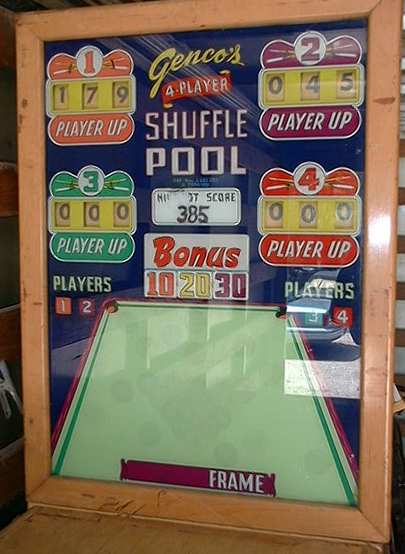 Genco's
4-PLAYER
SHUFFLE
POOL
1
179
PLAYER UP
2
045
PLAYER UP
3
000
PLAYER UP
4
000
PLAYER UP
SCORE
385
Bonus
10 20 30
PLAYERS
1 2
PLAYERS
3 4
FRAME